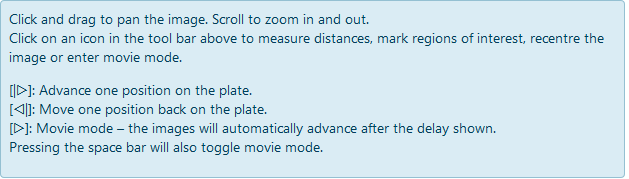 Click and drag to pan the image. Scroll to zoom in and out.
Click on an icon in the tool bar above to measure distances, mark regions of interest, recentre the
image or enter movie mode.
[|▷]: Advance one position on the plate.
[◁|]: Move one position back on the plate.
[▷]: Movie mode – the images will automatically advance after the delay shown.
Pressing the space bar will also toggle movie mode.